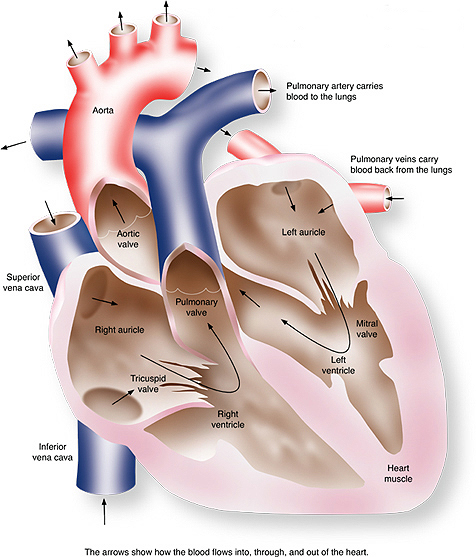 Pulmonary artery carries
blood to the lungs
Aorta
Pulmonary veins carry
blood back from the lungs
Aortic
valve
Left auricle
Superior
vena cava
Pulmonary
valve
Right auricle
Mitral
valve
Left
ventricle
Tricuspid
valve
Right
ventricle
Inferior
vena cava
Heart
muscle
The arrows show how the blood flows into, through, and out of the heart.